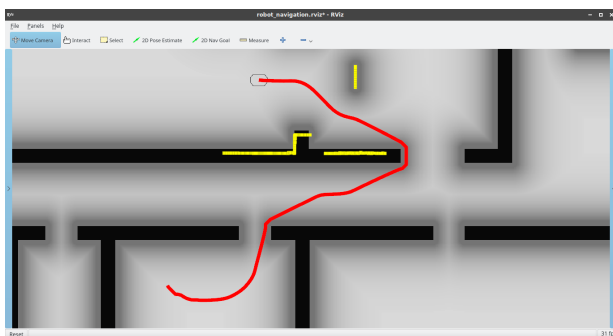 robot_navigation.rviz* - RViz
File Panels Help
Move Camera Interact Select 2D Pose Estimate 2D Nav Goal Measure
Reset 31 fp